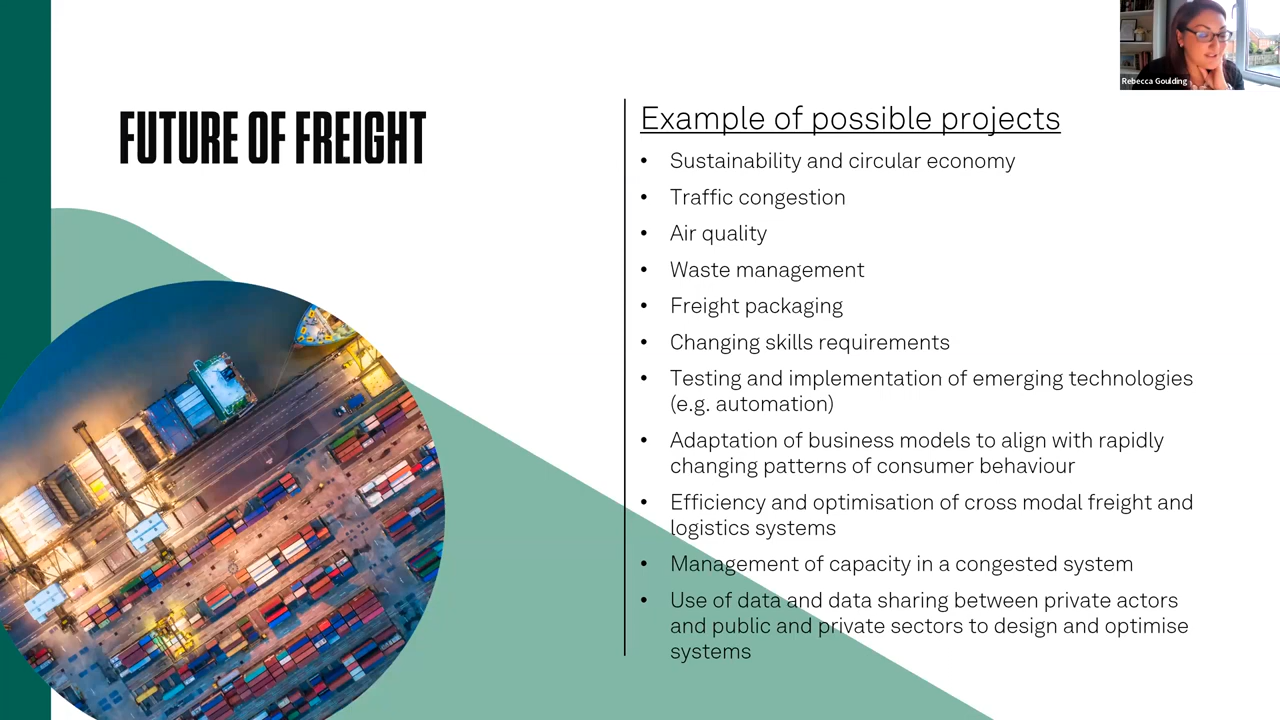 Rebecca Goulding
FUTURE OF FREIGHT
Example of possible projects
• Sustainability and circular economy
• Traffic congestion
• Air quality
• Waste management
• Freight packaging
• Changing skills requirements
• Testing and implementation of emerging technologies
(e.g. automation)
• Adaptation of business models to align with rapidly
changing patterns of consumer behaviour
• Efficiency and optimisation of cross modal freight and
logistics systems
• Management of capacity in a congested system
• Use of data and data sharing between private actors
and public and private sectors to design and optimise
systems